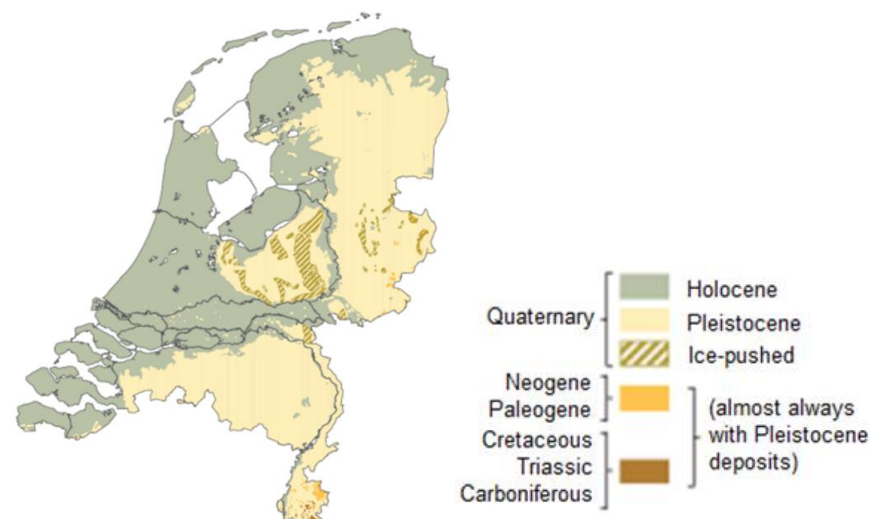 Quaternary
Holocene
Pleistocene
Ice-pushed
Neogene
Paleogene
Cretaceous
Triassic
Carboniferous
(almost always
with Pleistocene
deposits)